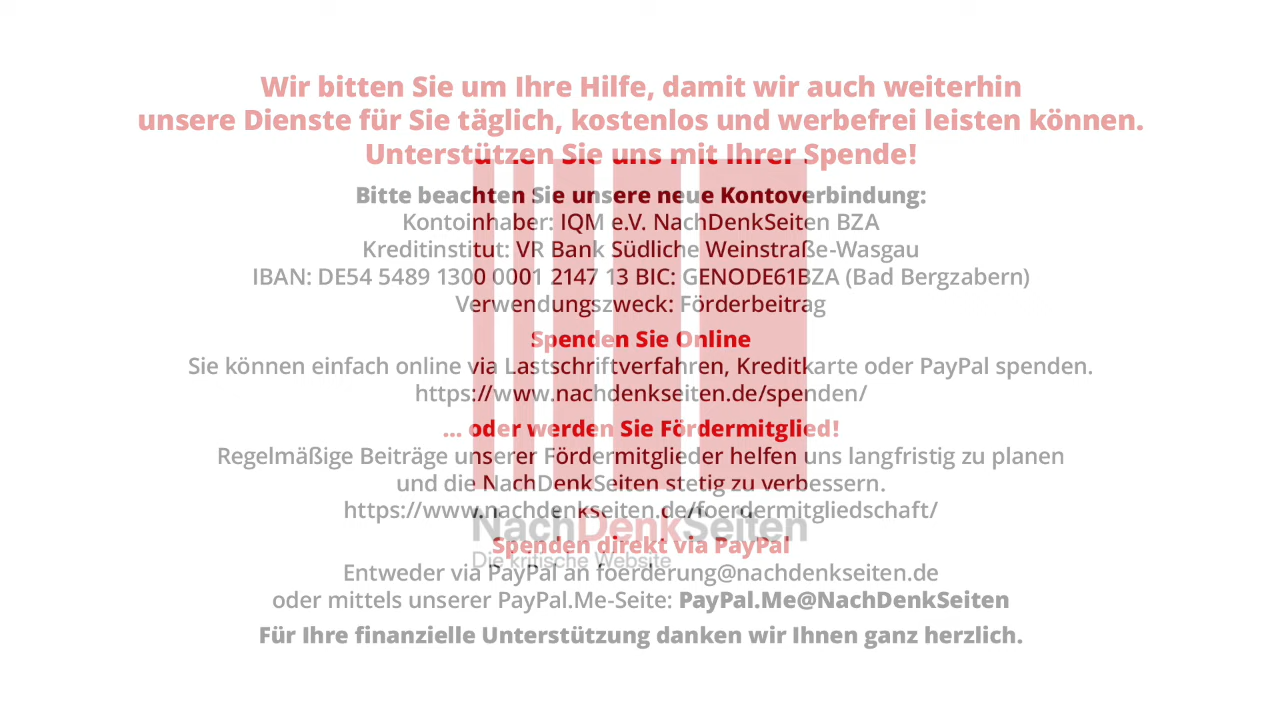 Wir bitten Sie um Ihre Hilfe, damit wir auch weiterhin
unsere Dienste für Sie täglich, kostenlos und werbefrei leisten können.
Unterstützen Sie uns mit Ihrer Spende!
Bitte beachten Sie unsere neue Kontoverbindung:
Kontoinhaber: IQM e.V. NachDenkSeiten BZA
Kreditinstitut: VR Bank Südliche Weinstraße-Wasgau
IBAN: DE54 5489 1300 0001 2147 13 BIC: GENODE61BZA (Bad Bergzabern)
Verwendungszweck: Förderbeitrag
Spenden Sie Online
Sie können einfach online via Lastschriftverfahren, Kreditkarte oder PayPal spenden.
https://www.nachdenkseiten.de/spenden/
... oder werden Sie Fördermitglied!
Regelmäßige Beiträge unserer Fördermitglieder helfen uns langfristig zu planen
und die NachDenkSeiten stetig zu verbessern.
https://www.nachdenkseiten.de/foerdermitgliedschaft/
NachDenkSeiten
Spenden direkt via PayPal
Die kritische Website
Entweder via PayPal an foerderung@nachdenkseiten.de
oder mittels unserer PayPal.Me-Seite: PayPal.Me@NachDenkSeiten
Für Ihre finanzielle Unterstützung danken wir Ihnen ganz herzlich.